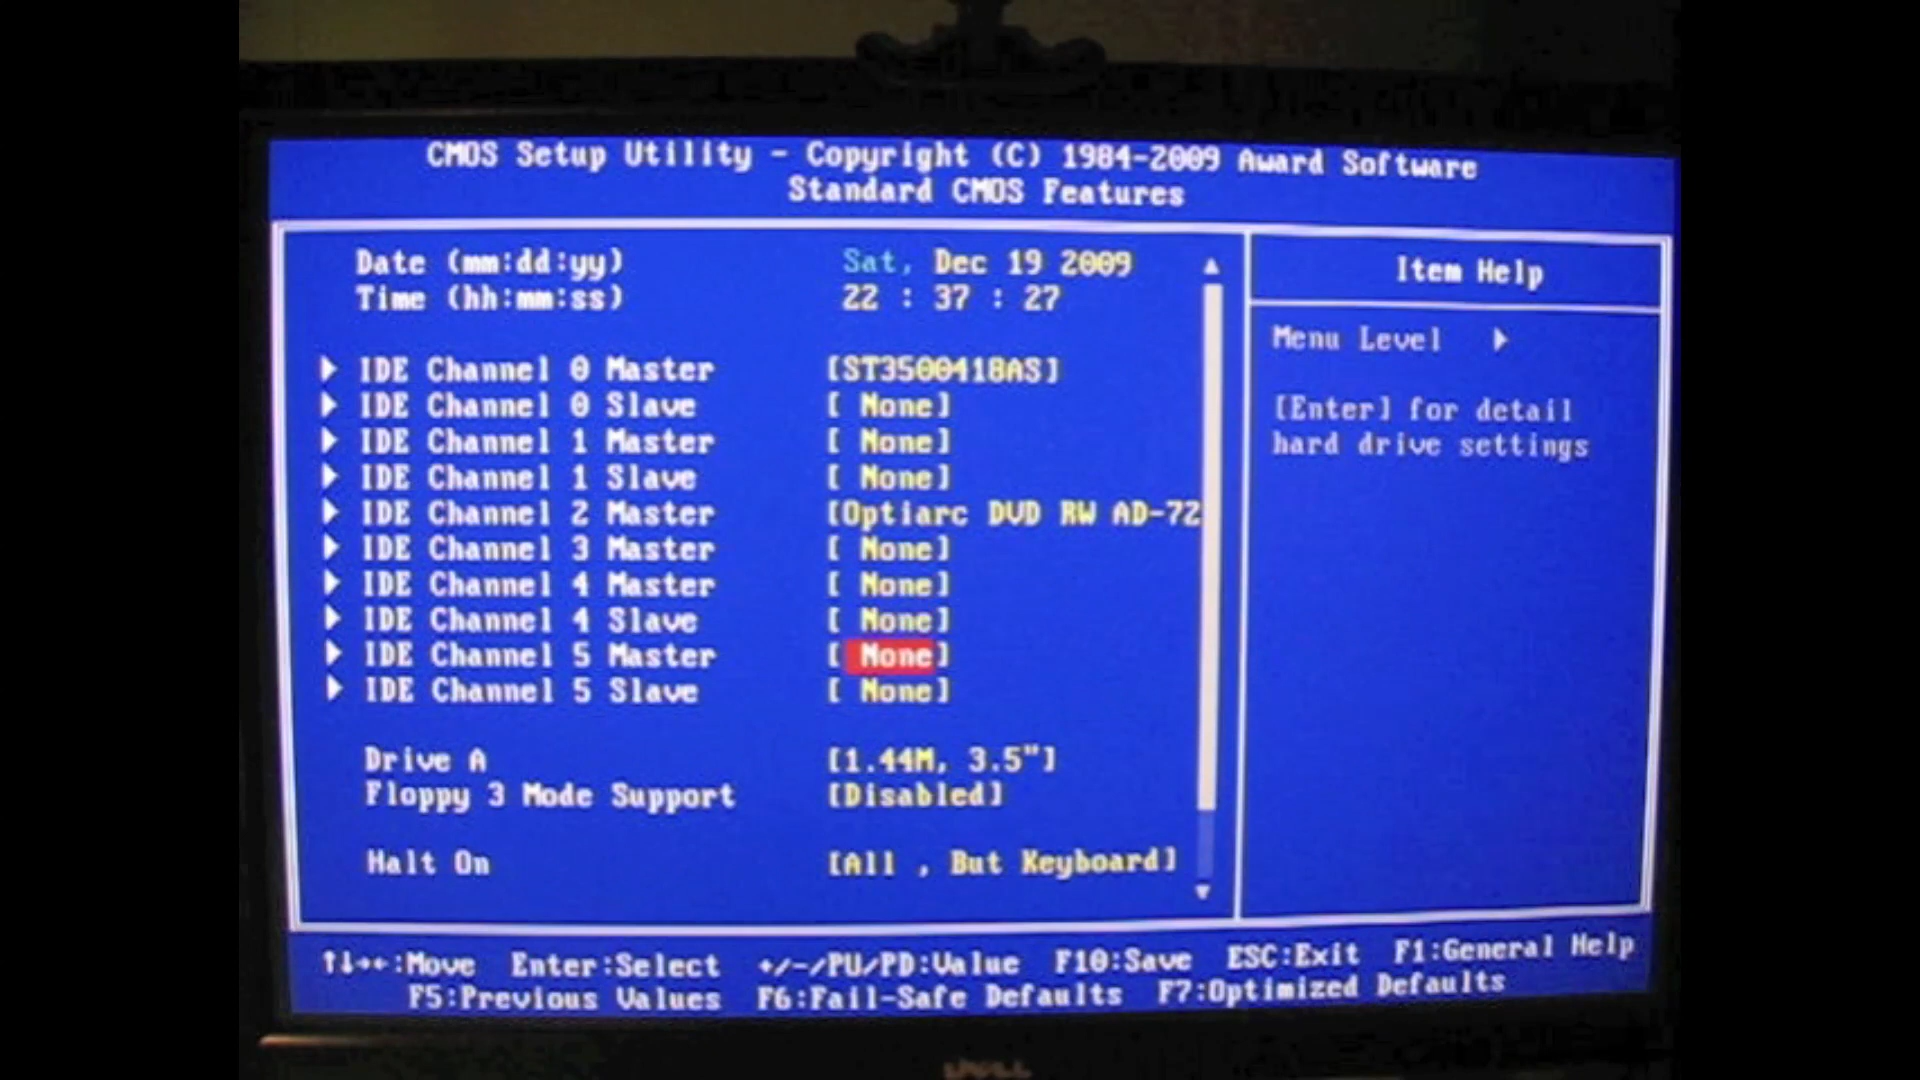 CMOS Setup Utility - Copyright (C) 1984-2009 Award Software
Standard CMOS Features
Date (mm:dd:yy) Sat, Dec 19 2009
Time (hh:mm:ss) 22 : 37 : 27
IDE Channel 0 Master [ST3500418AS]
IDE Channel 0 Slave [ None]
IDE Channel 1 Master [ None]
IDE Channel 1 Slave [ None]
IDE Channel 2 Master [Optiarc DVD RW AD-72
IDE Channel 3 Master [ None]
IDE Channel 4 Master [ None]
IDE Channel 4 Slave [ None]
IDE Channel 5 Master [ None]
IDE Channel 5 Slave [ None]
Drive A [1.44M, 3.5"]
Floppy 3 Mode Support [Disabled]
Halt On [All , But Keyboard]
Item Help
Menu Level
[Enter] for detail
hard drive settings
↑↓→←:Move Enter:Select +/-/PU/PD:Value F10:Save ESC:Exit F1:General Help
F5:Previous Values F6:Fail-Safe Defaults F7:Optimized Defaults
DELL